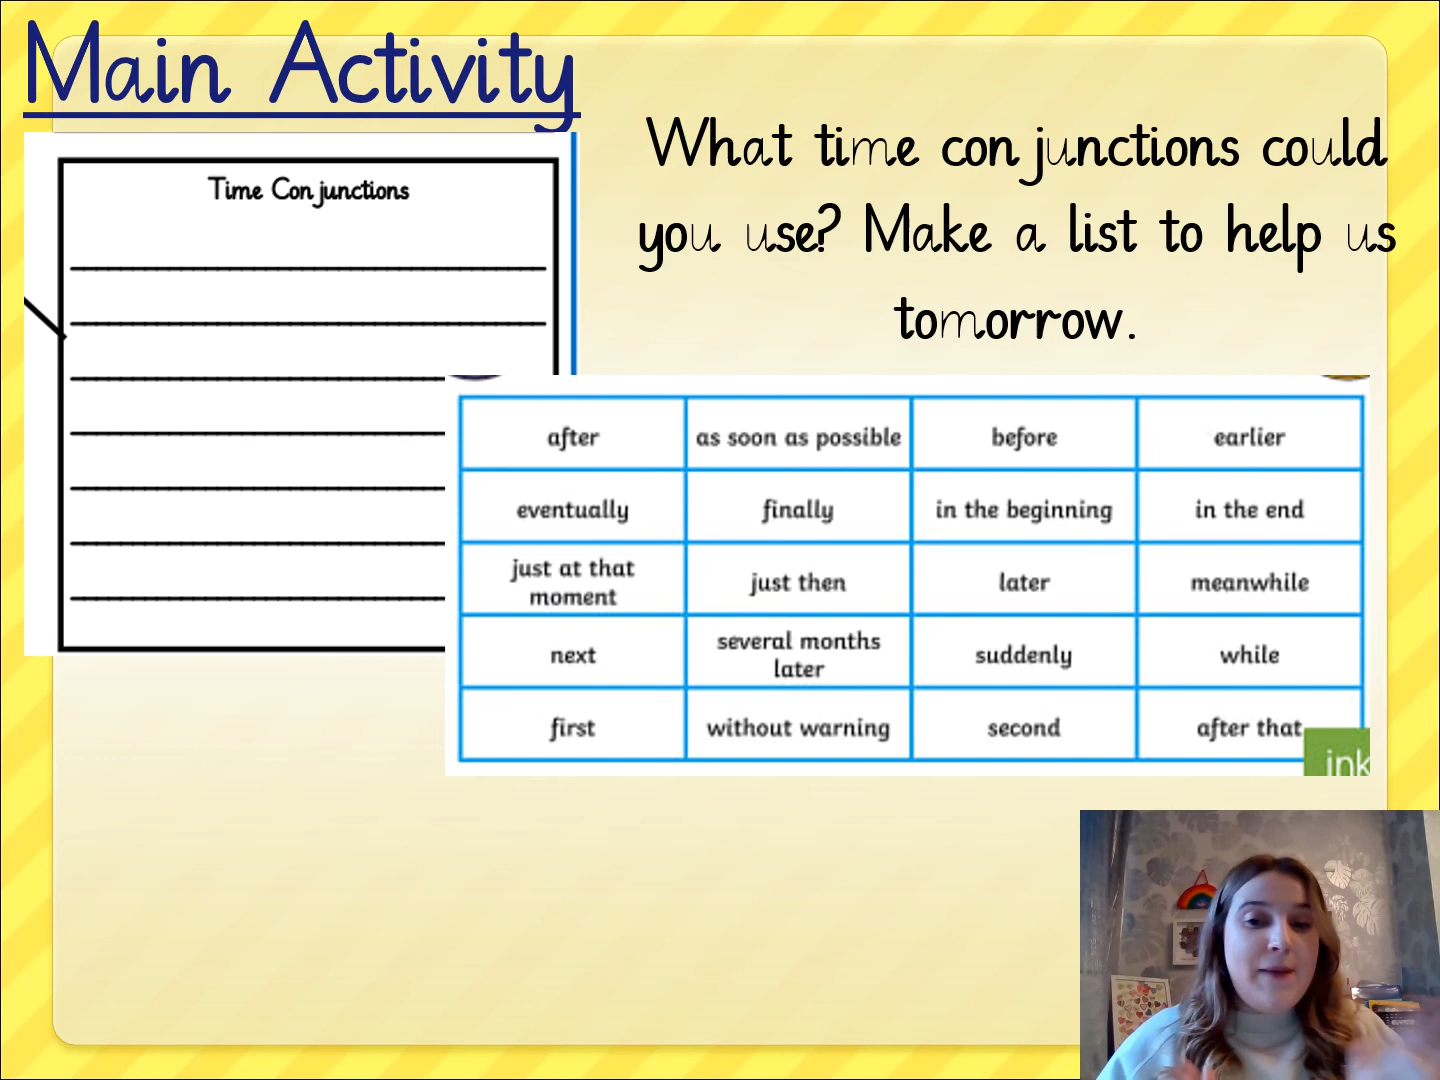 Main Activity
What time conjunctions could
you use? Make a list to help us
tomorrow.
Time Conjunctions
after as soon as possible before earlier
eventually finally in the beginning in the end
just at that
moment
just then later meanwhile
next
several months
later
suddenly while
first without warning second after that
ink